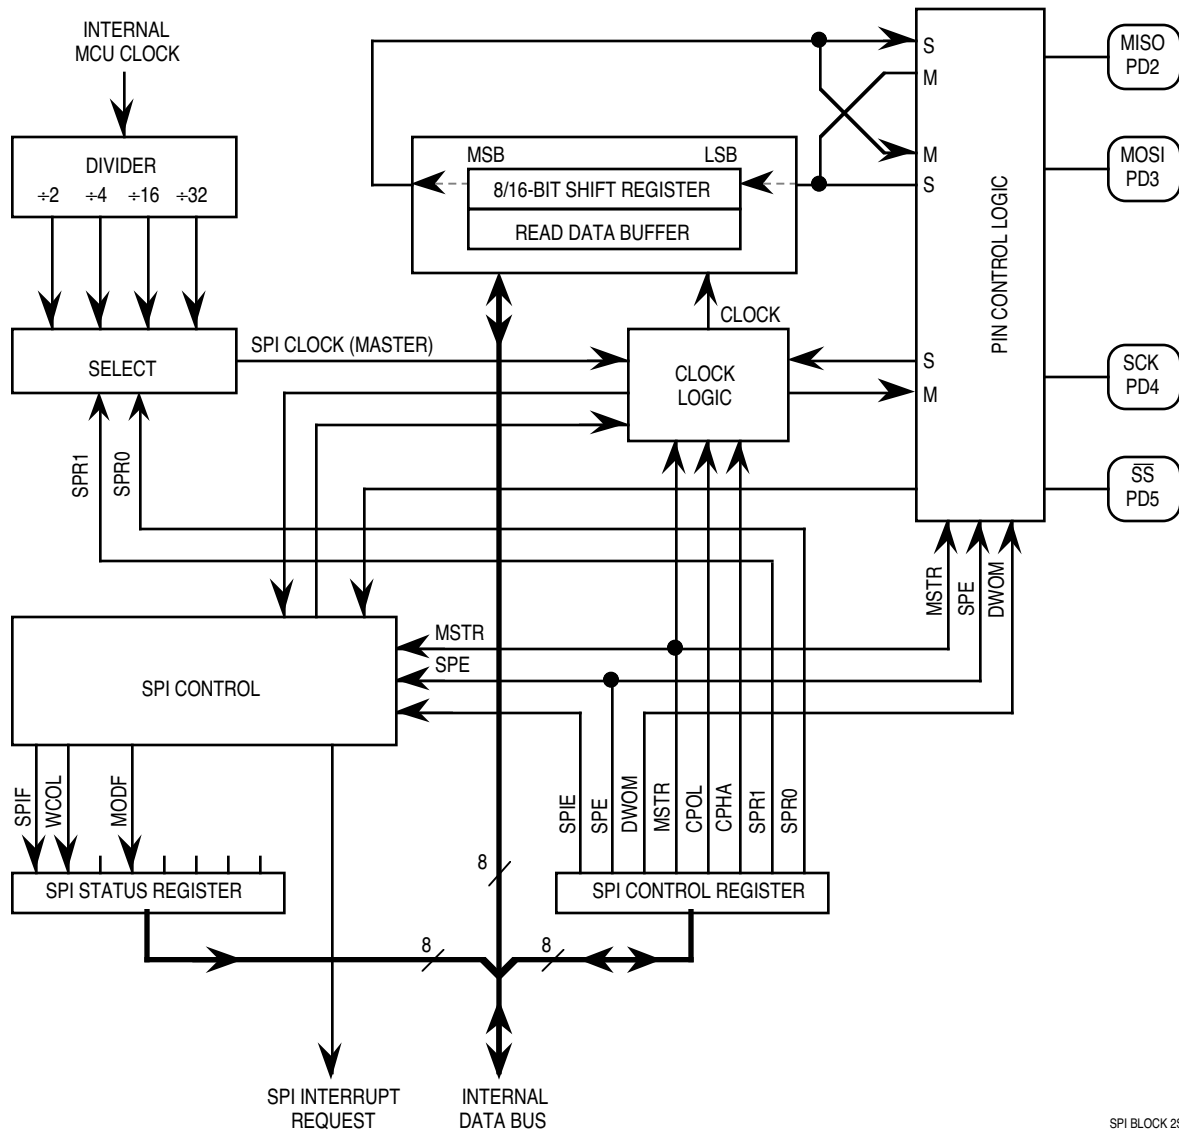 INTERNAL
MCU CLOCK
DIVIDER
÷2 ÷4 ÷16 ÷32
SELECT
SPI CLOCK (MASTER)
SPR1
SPR0
MSB LSB
8/16-BIT SHIFT REGISTER
READ DATA BUFFER
CLOCK
CLOCK
LOGIC
S
M
M
S
S
M
PIN CONTROL LOGIC
MISO
PD2
MOSI
PD3
SCK
PD4
SS
PD5
MSTR
SPE
DWOM
MSTR
SPE
SPI CONTROL
SPIF
WCOL
MODF
SPIE
SPE
DWOM
MSTR
CPOL
CPHA
SPR1
SPR0
SPI STATUS REGISTER
SPI CONTROL REGISTER
8
8
8
SPI INTERRUPT
REQUEST
INTERNAL
DATA BUS
SPI BLOCK